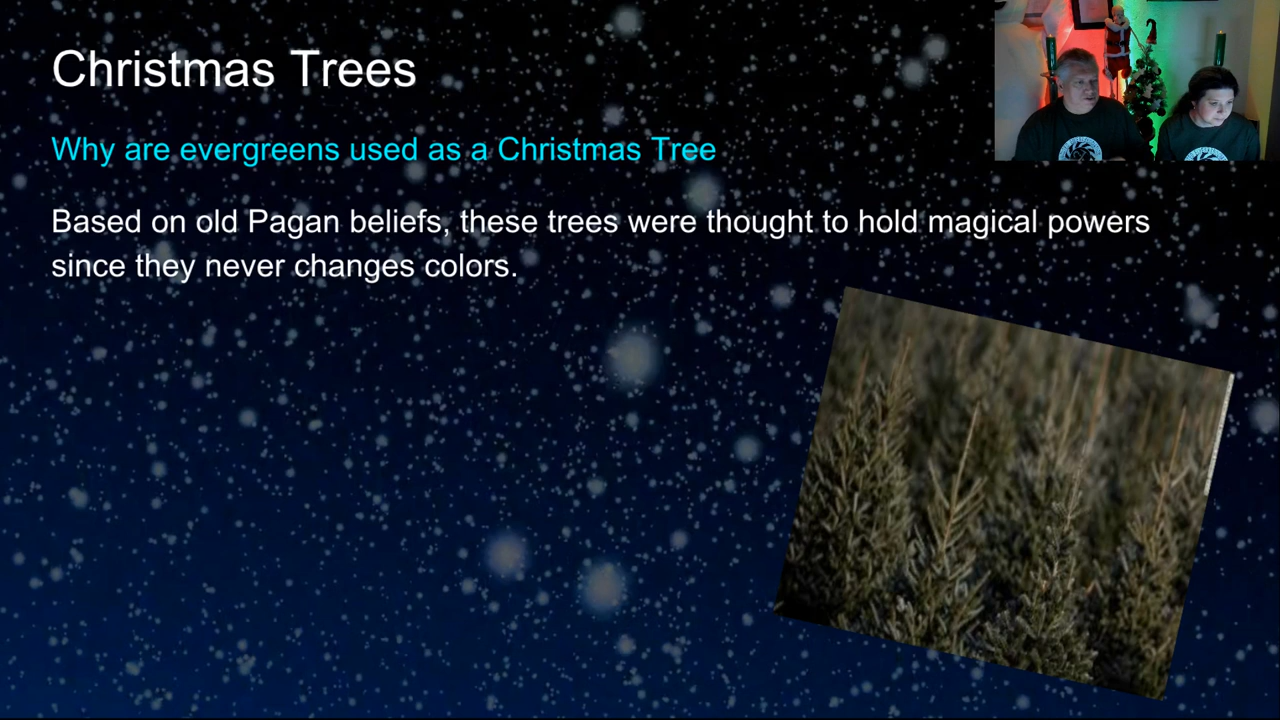 Christmas Trees
Why are evergreens used as a Christmas Tree
Based on old Pagan beliefs, these trees were thought to hold magical powers
since they never changes colors.